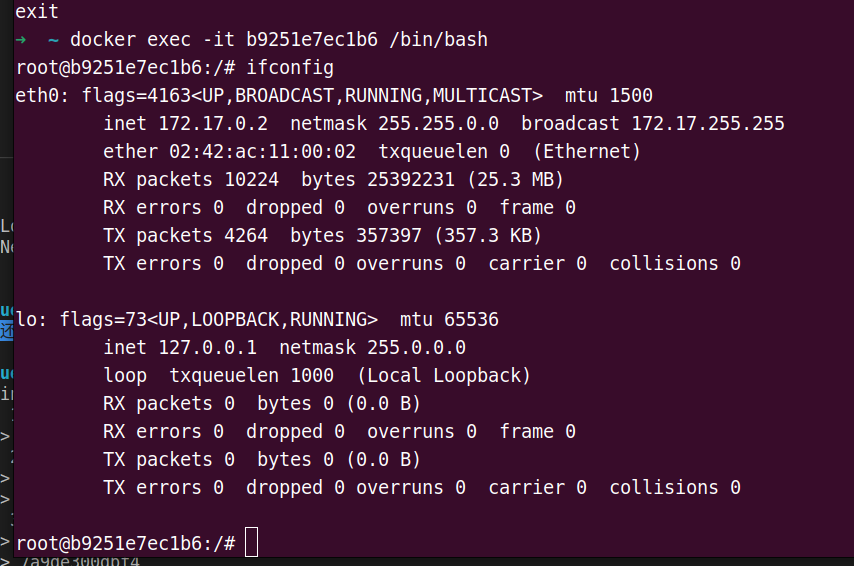 exit
→ ~ docker exec -it b9251e7ec1b6 /bin/bash
root@b9251e7ec1b6:/# ifconfig
eth0: flags=4163<UP,BROADCAST,RUNNING,MULTICAST>  mtu 1500
        inet 172.17.0.2  netmask 255.255.0.0  broadcast 172.17.255.255
        ether 02:42:ac:11:00:02  txqueuelen 0  (Ethernet)
        RX packets 10224  bytes 25392231 (25.3 MB)
        RX errors 0  dropped 0  overruns 0  frame 0
        TX packets 4264  bytes 357397 (357.3 KB)
        TX errors 0  dropped 0 overruns 0  carrier 0  collisions 0
lo: flags=73<UP,LOOPBACK,RUNNING>  mtu 65536
        inet 127.0.0.1  netmask 255.0.0.0
        loop  txqueuelen 1000  (Local Loopback)
        RX packets 0  bytes 0 (0.0 B)
        RX errors 0  dropped 0  overruns 0  frame 0
        TX packets 0  bytes 0 (0.0 B)
        TX errors 0  dropped 0 overruns 0  carrier 0  collisions 0
root@b9251e7ec1b6:/#